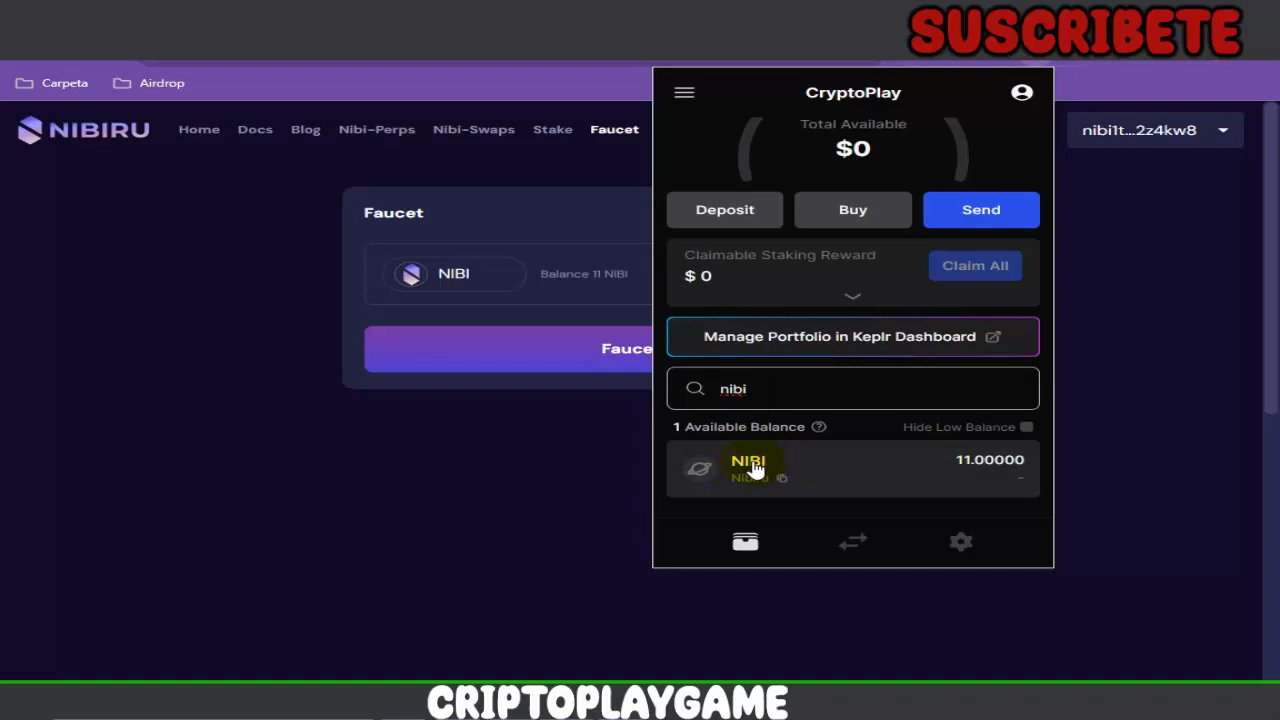 SUSCRIBETE
Carpeta
Airdrop
NIBIRU
Home
Docs
Blog
Nibi-Perps
Nibi-Swaps
Stake
Faucet
nibi1t...2z4kw8
Faucet
NIBI
Balance 11 NIBI
Fauce
CryptoPlay
Total Available
$0
Deposit
Buy
Send
Claimable Staking Reward
$ 0
Claim All
Manage Portfolio in Keplr Dashboard
nibi
1 Available Balance
Hide Low Balance
NIBI
11.00000
Nibiru
-
CRIPTOPLAYGAME